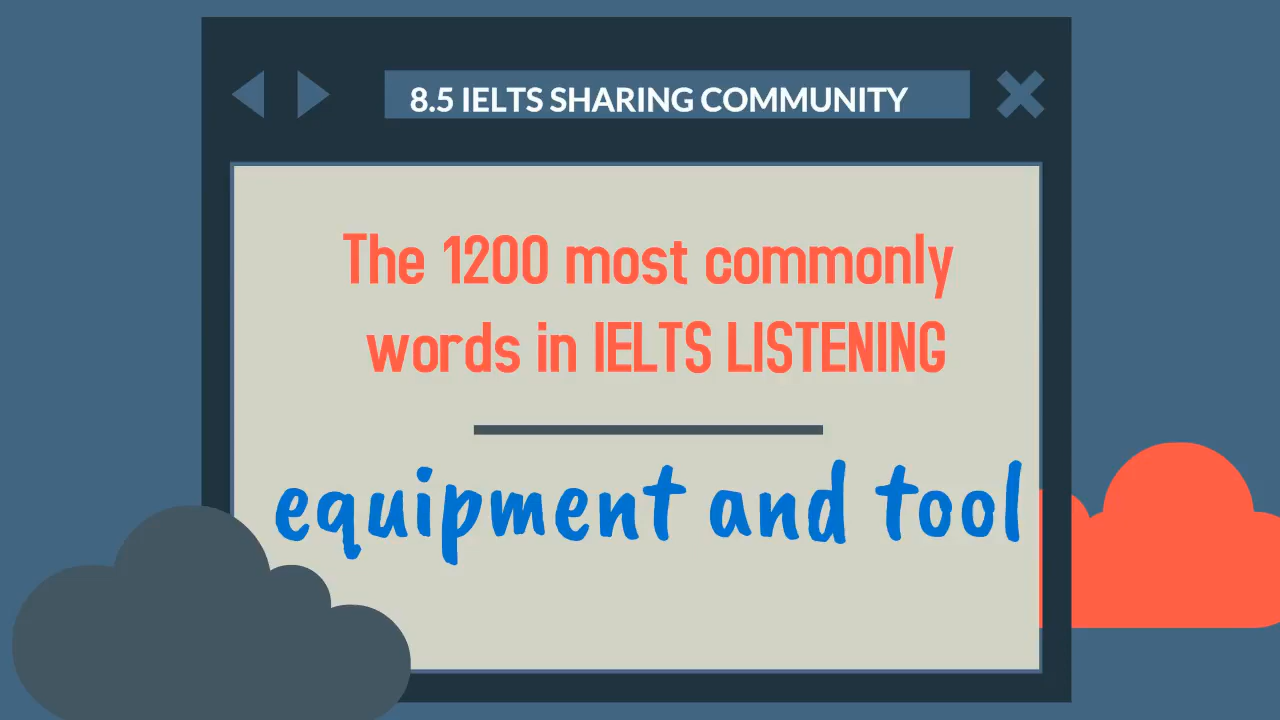 8.5 IELTS SHARING COMMUNITY
The 1200 most commonly
words in IELTS LISTENING
equipment and tool